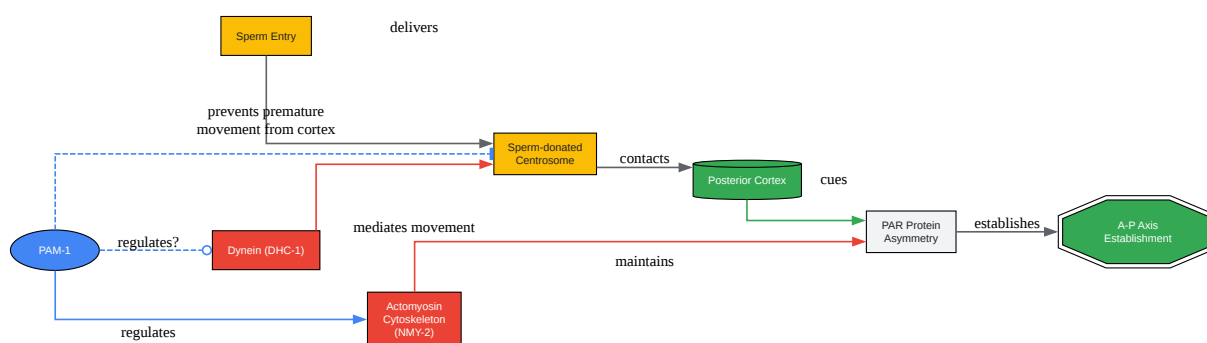 delivers
Sperm Entry
prevents premature
movement from cortex
Sperm-donated
Centrosome
contacts
Posterior Cortex
cues
PAR Protein
Asymmetry
establishes
A-P Axis
Establishment
PAM-1
regulates?
Dynein (DHC-1)
mediates movement
maintains
Actomyosin
Cytoskeleton
(NMY-2)
regulates